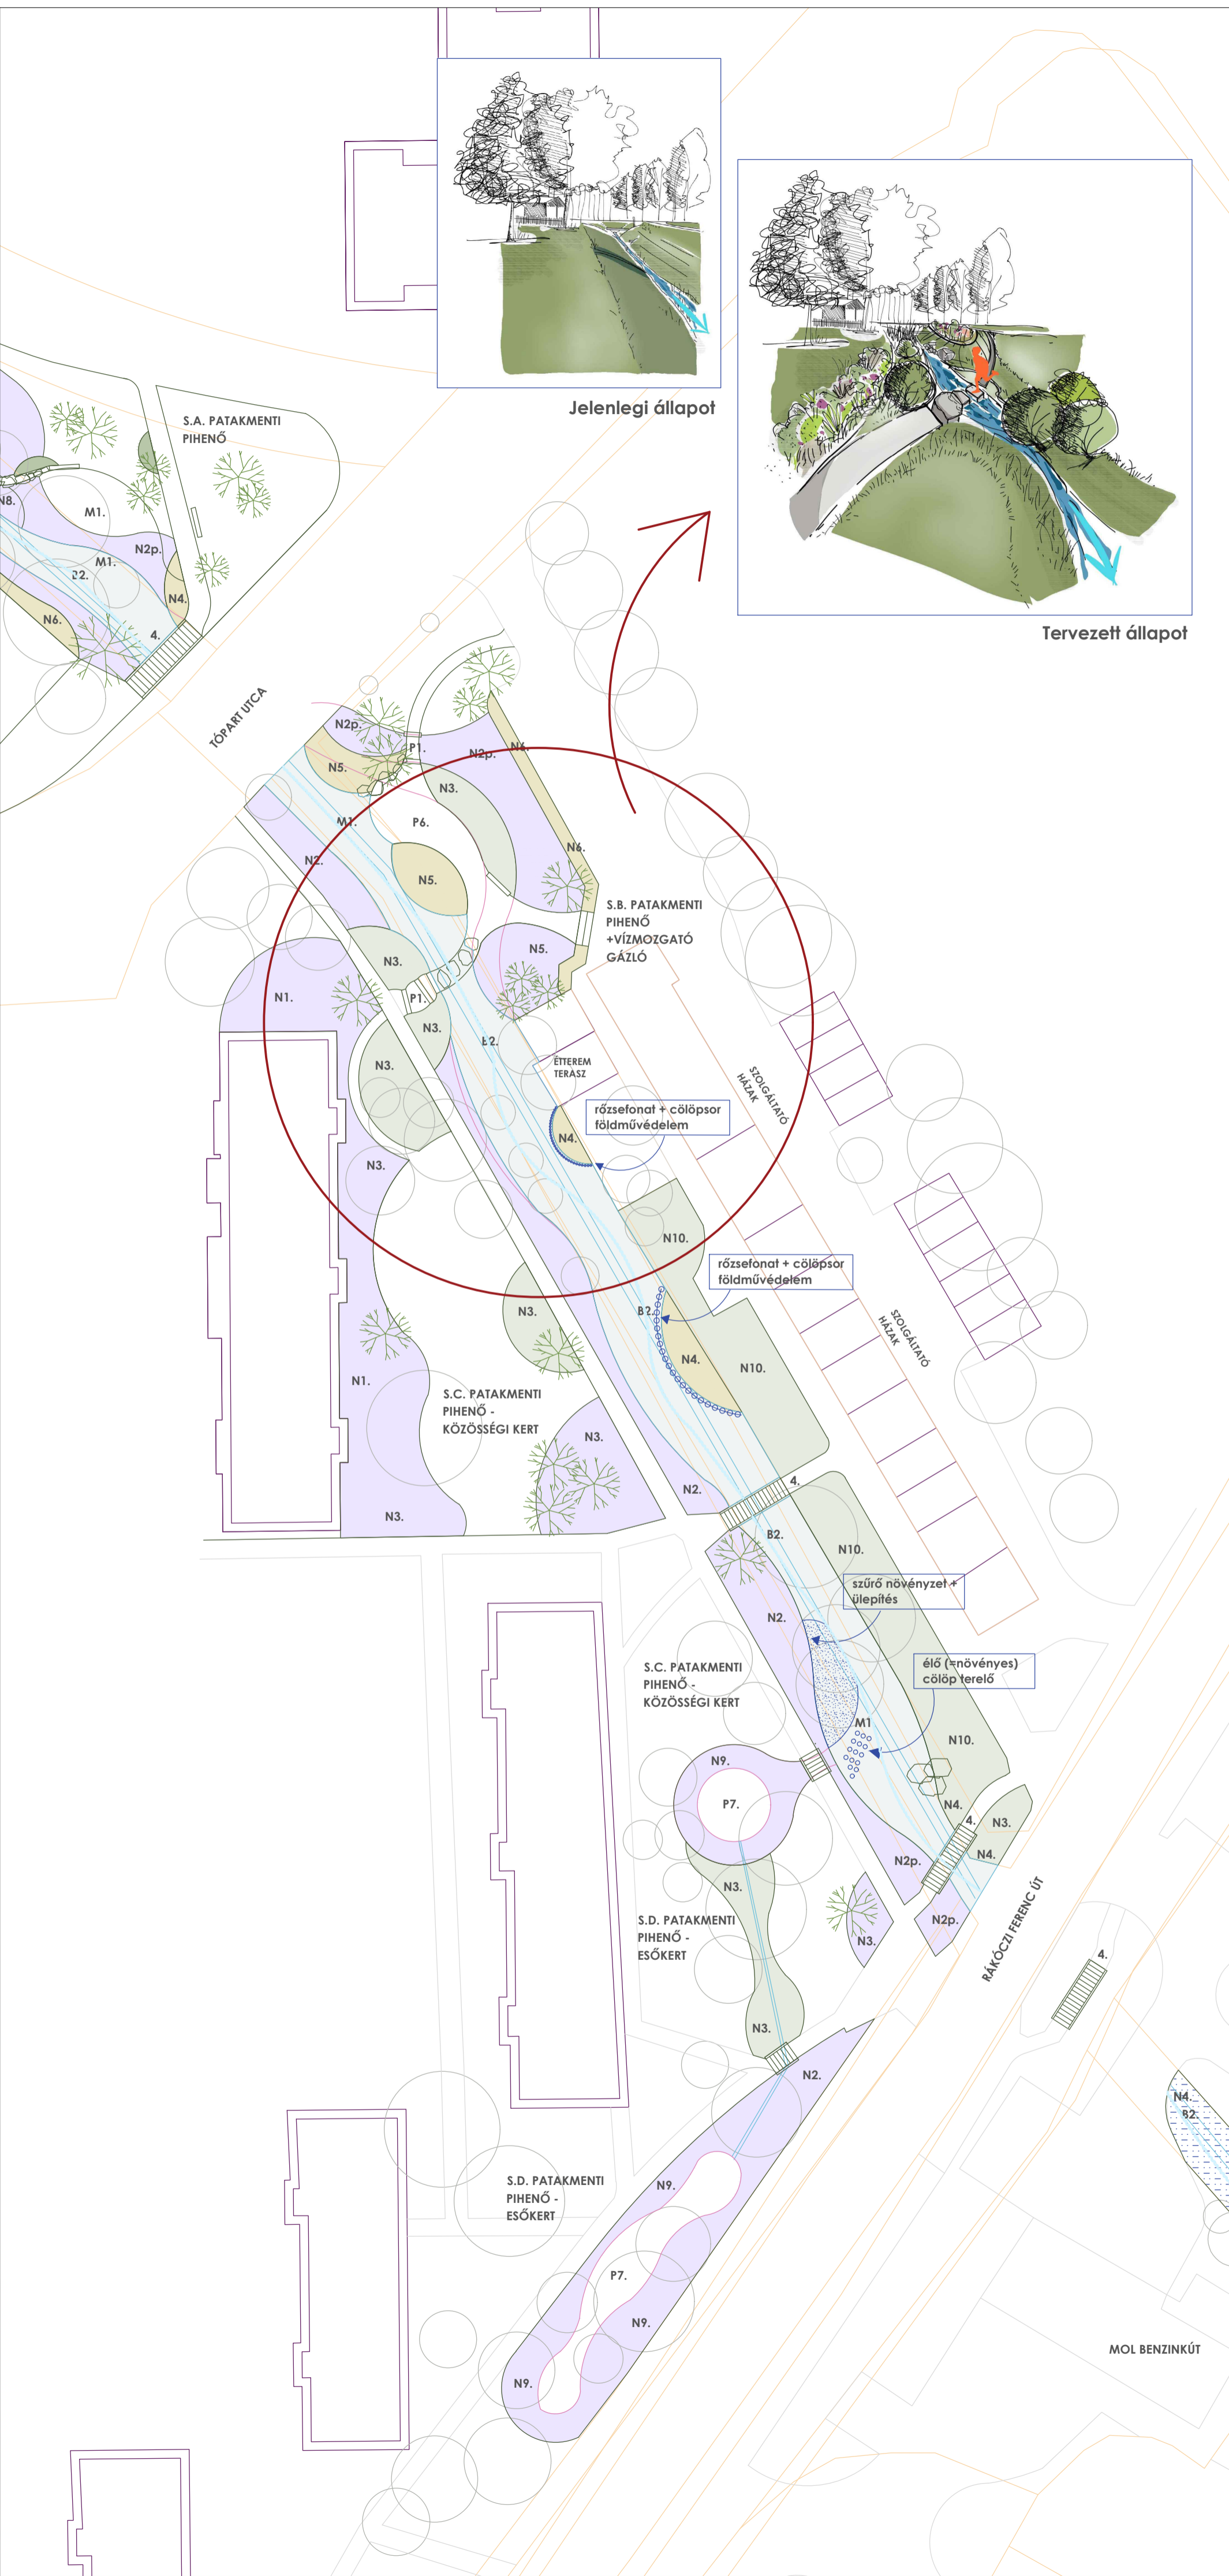 Jelenlegi állapot
Tervezett állapot
S.A. PATAKMENTI
PIHENŐ
N8.
M1.
N2p.
M1.
B2.
N4.
N6.
4.
TÓPART UTCA
N2p.
P1.
N2p.
N6.
N5.
N3.
M1.
P6.
N2.
N6.
N5.
S.B. PATAKMENTI
PIHENŐ
+VÍZMOZGATÓ
GÁZLÓ
N5.
N3.
N1.
P1.
N3.
B2.
N3.
ÉTTEREM
TERASZ
SZOLGÁLTATÓ
HÁZAK
rőzsefonat + cölöpsor
földművédelem
N4.
N3.
N10.
rőzsefonat + cölöpsor
földművédelem
N3.
B2.
SZOLGÁLTATÓ
HÁZAK
N4.
N10.
N1.
S.C. PATAKMENTI
PIHENŐ -
KÖZÖSSÉGI KERT
N3.
N2.
4.
N3.
B2.
N10.
szűrő növényzet +
ülepítés
N2.
élő (=növényes)
cölöp terelő
S.C. PATAKMENTI
PIHENŐ -
KÖZÖSSÉGI KERT
M1
N10.
N9.
P7.
N4.
4.
N3.
N4.
N2p.
N3.
N2p.
S.D. PATAKMENTI
PIHENŐ -
ESŐKERT
N3.
RÁKÓCZI FERENC ÚT
4.
N3.
N2.
N4.
B2.
S.D. PATAKMENTI
PIHENŐ -
ESŐKERT
N9.
P7.
N9.
MOL BENZINKÚT
N9.